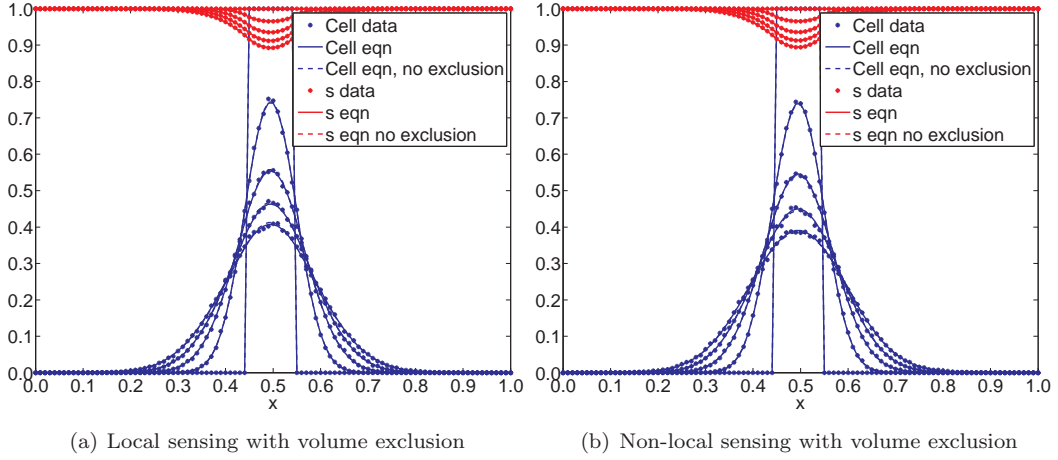 1.0
0.9
0.8
0.7
0.6
0.5
0.4
0.3
0.2
0.1
0.0
0.0 0.1 0.2 0.3 0.4 0.5 0.6 0.7 0.8 0.9 1.0
x
Cell data
Cell eqn
Cell eqn, no exclusion
s data
s eqn
s eqn no exclusion
(a) Local sensing with volume exclusion
1.0
0.9
0.8
0.7
0.6
0.5
0.4
0.3
0.2
0.1
0.0
0.0 0.1 0.2 0.3 0.4 0.5 0.6 0.7 0.8 0.9 1.0
x
Cell data
Cell eqn
Cell eqn, no exclusion
s data
s eqn
s eqn no exclusion
(b) Non-local sensing with volume exclusion